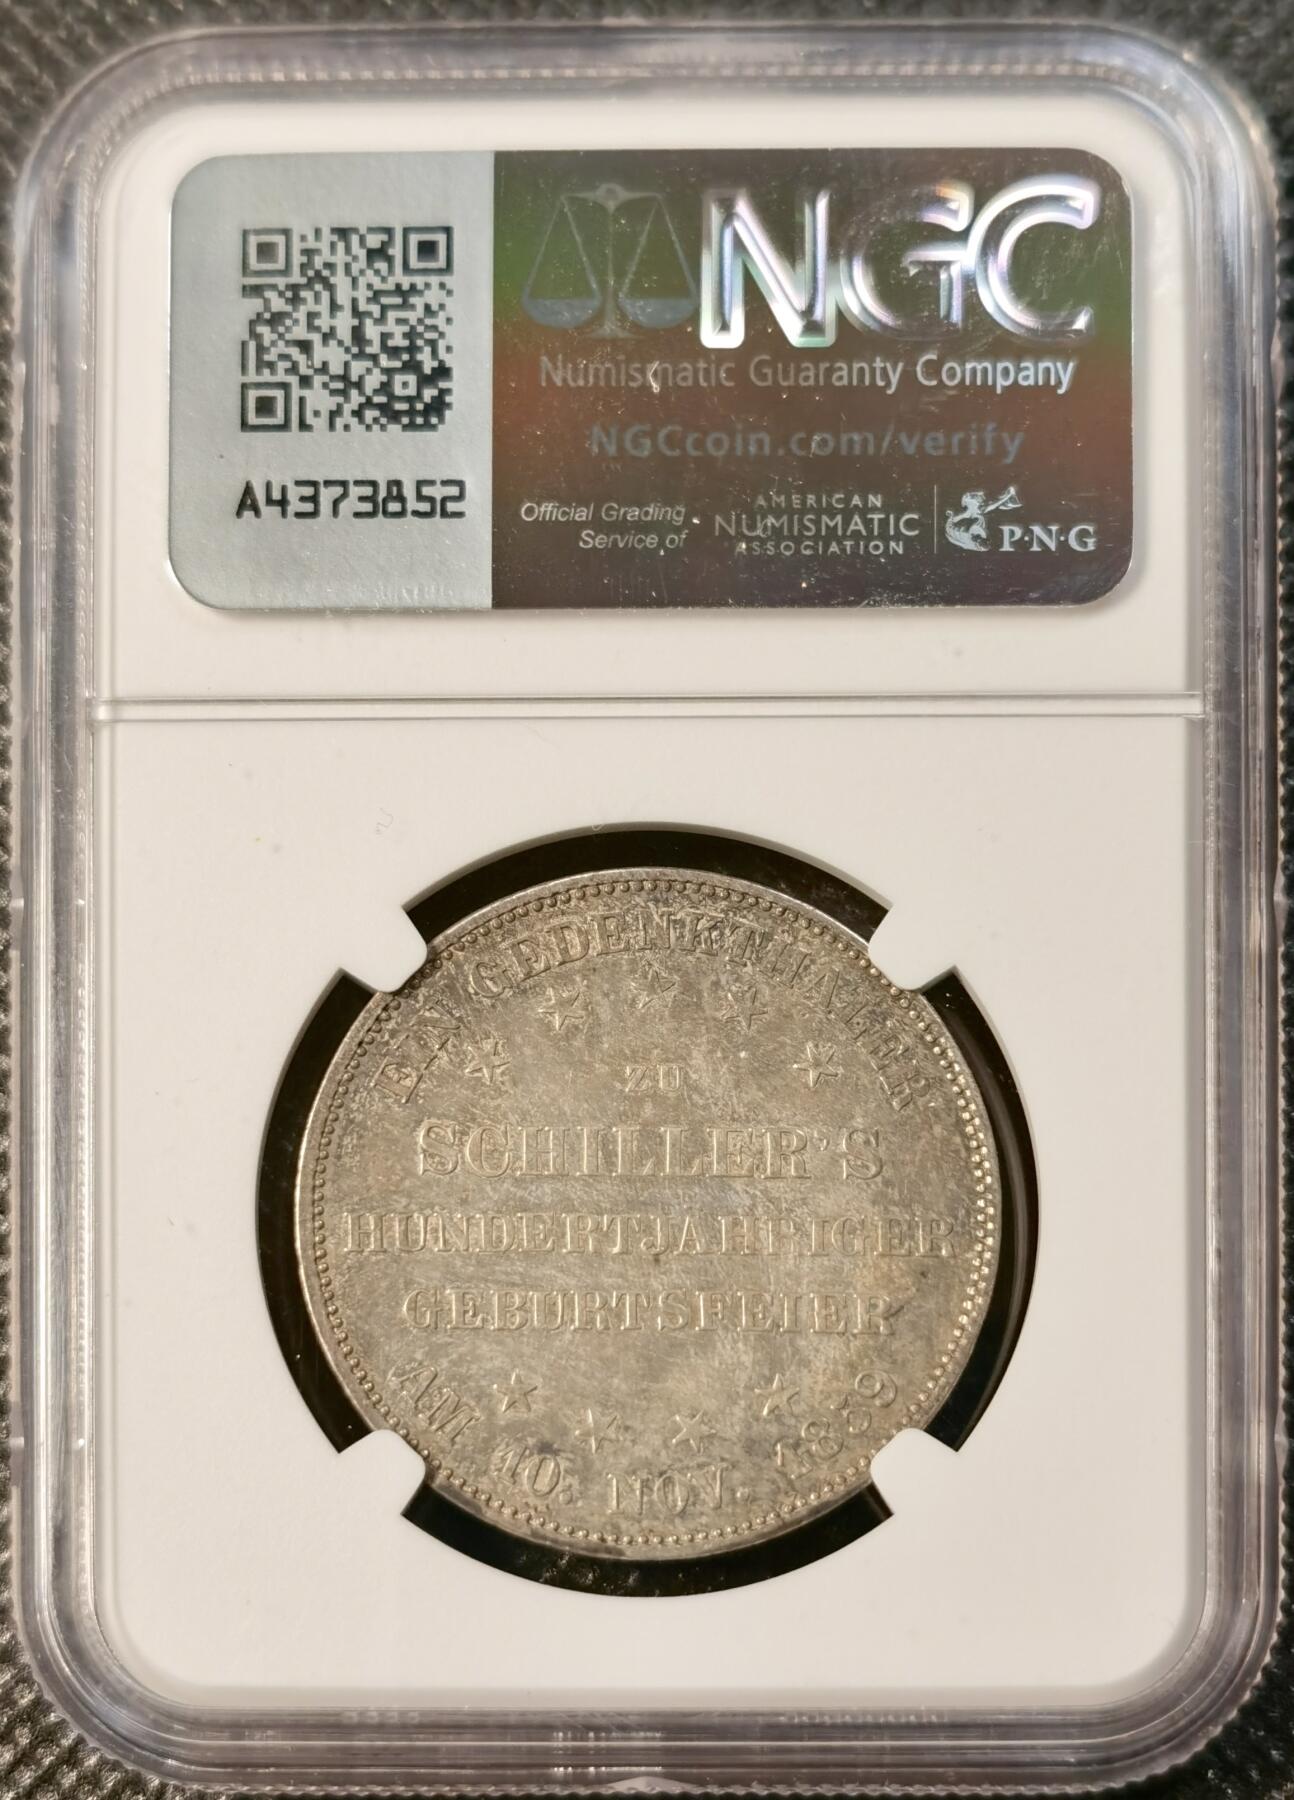 NGC
Numismatic Guaranty Company
NGCcoin.com/verify
A4373852
Official Grading
Service of
AMERICAN
NUMISMATIC
ASSOCIATION
P·N·G
EIN GEDENKTHALER
ZU
SCHILLER'S
HUNDERTJÄHRIGER
GEBURTSFEIER
AM 10. NOV. 1859